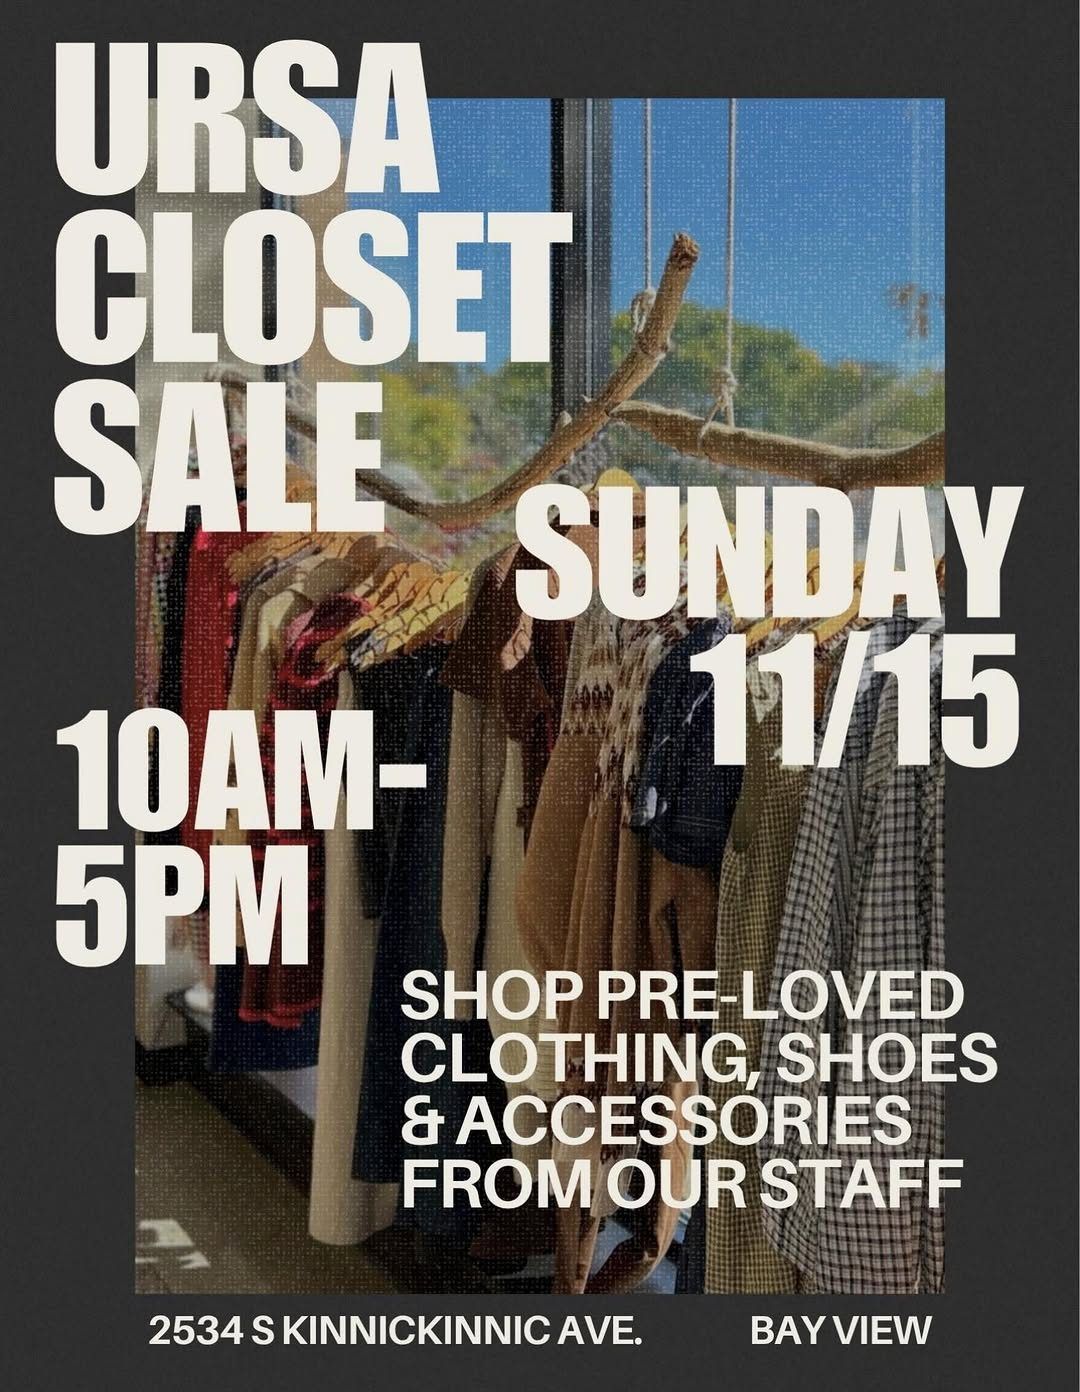 URSA
CLOSET
SALE
SUNDAY
11/15
10AM-
5PM
SHOP PRE-LOVED
CLOTHING, SHOES
& ACCESSORIES
FROM OUR STAFF
2534 S KINNICKINNIC AVE.
BAY VIEW